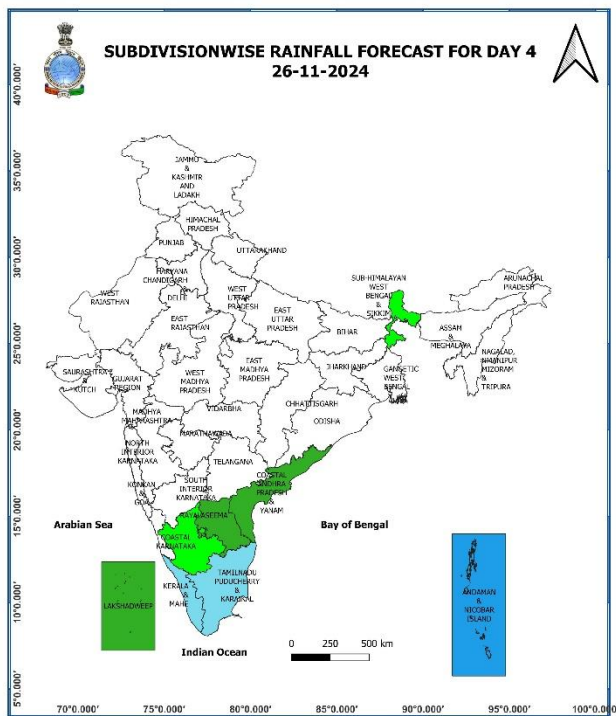 SUBDIVISIONWISE RAINFALL FORECAST FOR DAY 4
26-11-2024
40°0.000'
35°0.000'
30°0.000'
25°0.000'
20°0.000'
15°0.000'
10°0.000'
5°0.000'
JAMMU
&
KASHMIR
AND
LADAKH
HIMACHAL
PRADESH
PUNJAB
UTTARAKHAND
HARYANA
CHANDIGARH
&
DELHI
WEST
RAJASTHAN
WEST
UTTAR
PRADESH
EAST
RAJASTHAN
EAST
UTTAR
PRADESH
SUB-HIMALAYAN
WEST
BENGAL
&
SIKKIM
ARUNACHAL
PRADESH
BIHAR
ASSAM
&
MEGHALAYA
NAGALAD,
MANIPUR
MIZORAM
&
TRIPURA
SAURASHTRA
&
KUTCH
GUJARAT
REGION
WEST
MADHYA
PRADESH
EAST
MADHYA
PRADESH
JHARKHAND
GANGETIC
WEST
BENGAL
CHHATTISGARH
ODISHA
MADHYA
MAHARASHTRA
VIDARBHA
MARATHAWADA
NORTH
INTERIOR
KARNATAKA
TELANGANA
KONKAN
&
GOA
SOUTH
INTERIOR
KARNATAKA
COASTAL
ANDHRA
PRADESH
&
YANAM
RAYALASEEMA
Arabian Sea
Bay of Bengal
COASTAL
KARNATAKA
LAKSHADWEEP
KERALA
&
MAHE
TAMILNADU
PUDUCHERRY
&
KARAIKAL
ANDAMAN
&
NICOBAR
ISLAND
Indian Ocean
0 250 500 km
70°0.000' 75°0.000' 80°0.000' 85°0.000' 90°0.000' 95°0.000' 100°0.000'